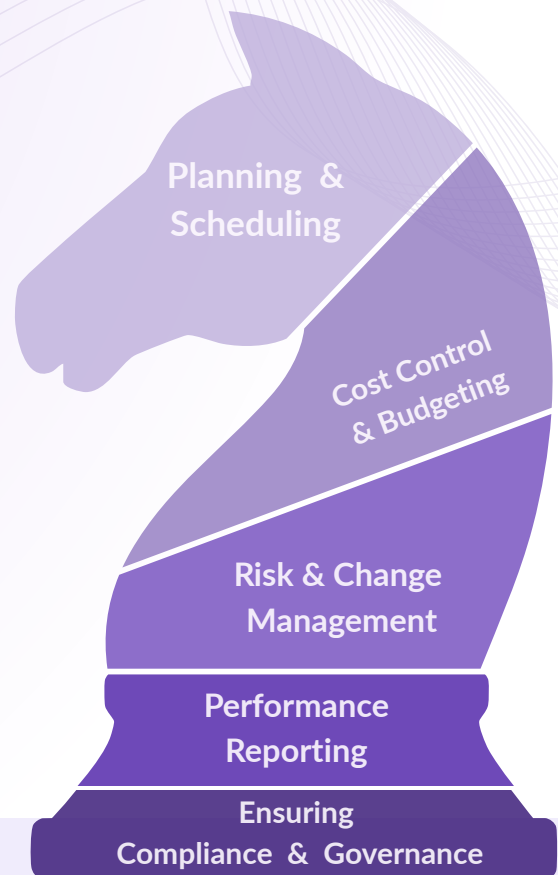 Planning & 
Scheduling
Cost Control
& Budgeting
Risk & Change
Management
Performance
Reporting
Ensuring
Compliance & Governance